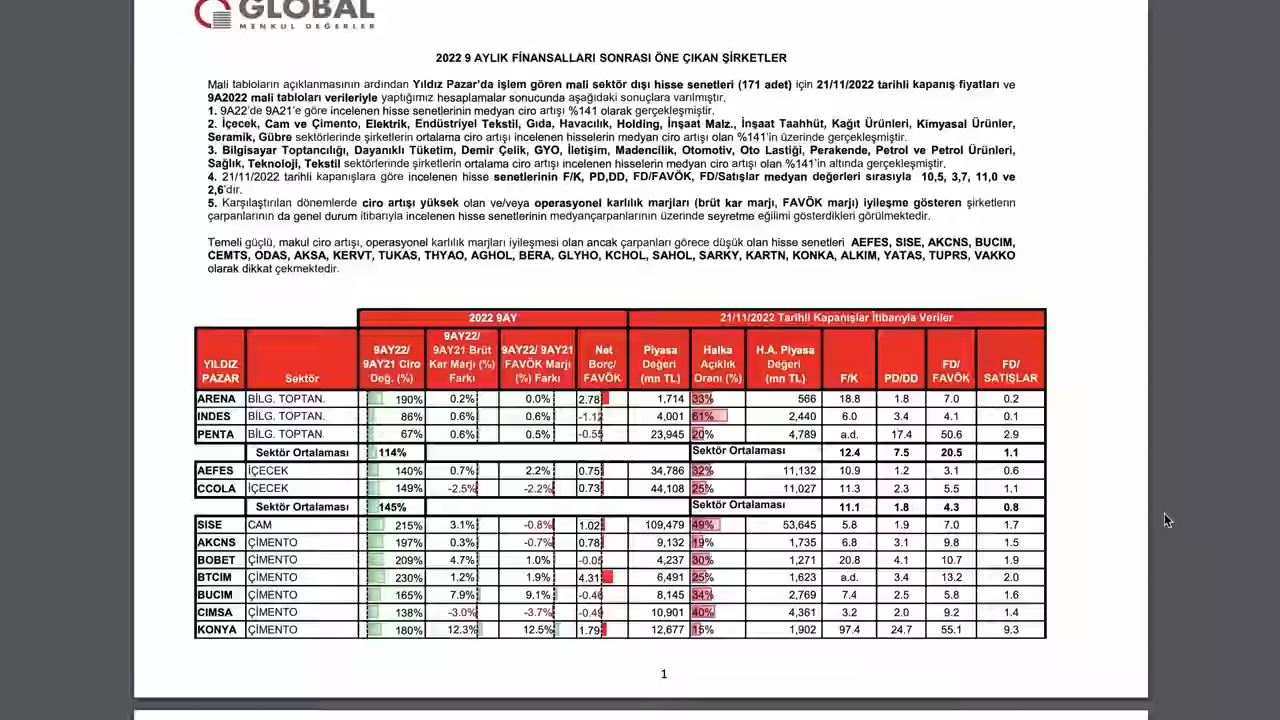 GLOBAL
MENKUL DEĞERLER
2022 9 AYLIK FİNANSALLARI SONRASI ÖNE ÇIKAN ŞİRKETLER
Mali tabloların açıklanmasının ardından Yıldız Pazar'da işlem gören mali sektör dışı hisse senetleri (171 adet) için 21/11/2022 tarihli kapanış fiyatları ve
9A2022 mali tabloları verileriyle yaptığımız hesaplamalar sonucunda aşağıdaki sonuçlara varılmıştır.
1. 9A22'de 9A21'e göre incelenen hisse senetlerinin medyan ciro artışı %141 olarak gerçekleşmiştir.
2. İçecek, Cam ve Çimento, Elektrik, Endüstriyel Tekstil, Gıda, Havacılık, Holding, İnşaat Malz., İnşaat Taahhüt, Kağıt Ürünleri, Kimyasal Ürünler,
Seramik, Gübre sektörlerinde şirketlerin ortalama ciro artışı incelenen hisselerin medyan ciro artışı olan %141'in üzerinde gerçekleşmiştir.
3. Bilgisayar Toptancılığı, Dayanıklı Tüketim, Demir Çelik, GYO, İletişim, Madencilik, Otomotiv, Oto Lastiği, Perakende, Petrol ve Petrol Ürünleri,
Sağlık, Teknoloji, Tekstil sektörlerinde şirketlerin ortalama ciro artışı incelenen hisselerin medyan ciro artışı olan %141'in altında gerçekleşmiştir.
4. 21/11/2022 tarihli kapanışlara göre incelenen hisse senetlerinin F/K, PD,DD, FD/FAVÖK, FD/Satışlar medyan değerleri sırasıyla 10,5, 3,7, 11,0 ve
2,6'dır.
5. Karşılaştırılan dönemlerde ciro artışı yüksek olan ve/veya operasyonel karlılık marjları (brüt kar marjı, FAVÖK marjı) iyileşme gösteren şirketlerin
çarpanlarının da genel durum itibarıyla incelenen hisse senetlerinin medyançarpanlarının üzerinde seyretme eğilimi gösterdikleri görülmektedir.
Temeli güçlü, makul ciro artışı, operasyonel karlılık marjları iyileşmesi olan ancak çarpanları görece düşük olan hisse senetleri AEFES, SISE, AKCNS, BUCIM,
CEMTS, ODAS, AKSA, KERVT, TUKAS, THYAO, AGHOL, BERA, GLYHO, KCHOL, SAHOL, SARKY, KARTN, KONKA, ALKIM, YATAS, TUPRS, VAKKO
olarak dikkat çekmektedir.
2022 9AY 21/11/2022 Tarihli Kapanışlar İtibarıyla Veriler
YILDIZ PAZAR Sektör 9AY22/ 9AY21 Ciro Değ. (%) 9AY22/ 9AY21 Brüt Kar Marjı (%) Farkı 9AY22/ 9AY21 FAVÖK Marjı (%) Farkı Net Borç/ FAVÖK Piyasa Değeri (mn TL) Halka Açıklık Oranı (%) H.A. Piyasa Değeri (mn TL) F/K PD/DD FD/ FAVÖK FD/ SATIŞLAR
ARENA BİLG. TOPTAN. 190% 0.2% 0.0% 2.78 1,714 33% 566 18.8 1.8 7.0 0.2
INDES BİLG. TOPTAN. 86% 0.6% 0.6% -1.12 4,001 61% 2,440 6.0 3.4 4.1 0.1
PENTA BİLG. TOPTAN. 67% 0.6% 0.5% -0.55 23,945 20% 4,789 a.d. 17.4 50.6 2.9
Sektör Ortalaması 114% Halka Sektör Ortalaması 12.4 7.5 20.5 1.1
AEFES İÇECEK 140% 0.7% 2.2% 0.75 34,786 32% 11,132 10.9 1.2 3.1 0.6
CCOLA İÇECEK 149% -2.5% -2.2% 0.73 44,108 25% 11,027 11.3 2.3 5.5 1.1
Sektör Ortalaması 145% Sektör Ortalaması 11.1 1.8 4.3 0.8
SISE CAM 215% 3.1% -0.8% 1.02 109,479 49% 53,645 5.8 1.9 7.0 1.7
AKCNS ÇİMENTO 197% 0.3% -0.7% 0.78 9,132 19% 1,735 6.8 3.1 9.8 1.5
BOBET ÇİMENTO 209% 4.7% 1.0% -0.05 4,237 30% 1,271 20.8 4.1 10.7 1.9
BTCIM ÇİMENTO 230% 1.2% 1.9% 4.31 6,491 25% 1,623 a.d. 3.4 13.2 2.0
BUCIM ÇİMENTO 165% 7.9% 9.1% -0.46 8,145 34% 2,769 7.4 2.5 5.8 1.6
CIMSA ÇİMENTO 138% -3.0% -3.7% -0.49 10,901 40% 4,361 3.2 2.0 9.2 1.4
KONYA ÇİMENTO 180% 12.3% 12.5% 1.79 12,677 15% 1,902 97.4 24.7 55.1 9.3
1